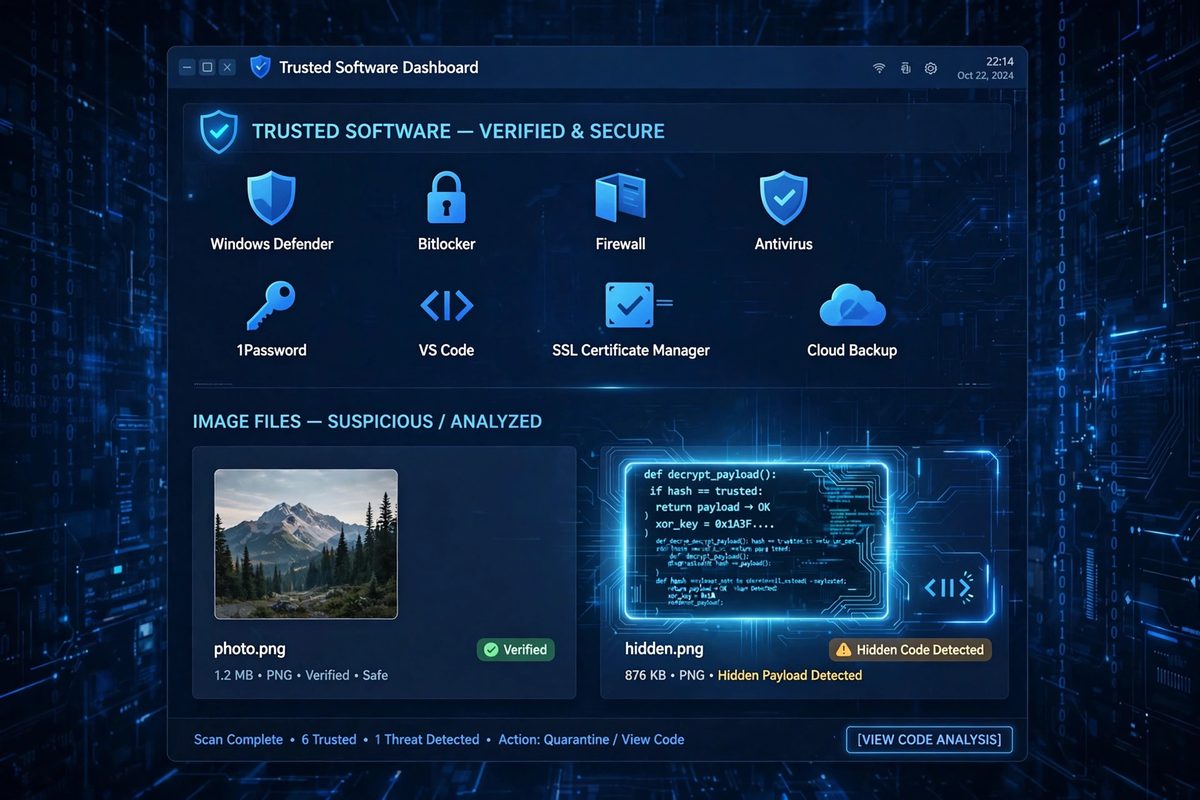 Trusted Software Dashboard
22:14
Oct 22, 2024
TRUSTED SOFTWARE — VERIFIED & SECURE
Windows Defender
Bitlocker
Firewall
Antivirus
1Password
VS Code
SSL Certificate Manager
Cloud Backup
IMAGE FILES — SUSPICIOUS / ANALYZED
def decrypt_payload():
if hash == trusted:
return payload → OK
xor_key = 0x1A3F....
def decrypt_payload();
photo.png
Verified
1.2 MB • PNG • Verified • Safe
hidden.png
Hidden Code Detected
876 KB • PNG • Hidden Payload Detected
Scan Complete • 6 Trusted • 1 Threat Detected • Action: Quarantine / View Code
[VIEW CODE ANALYSIS]